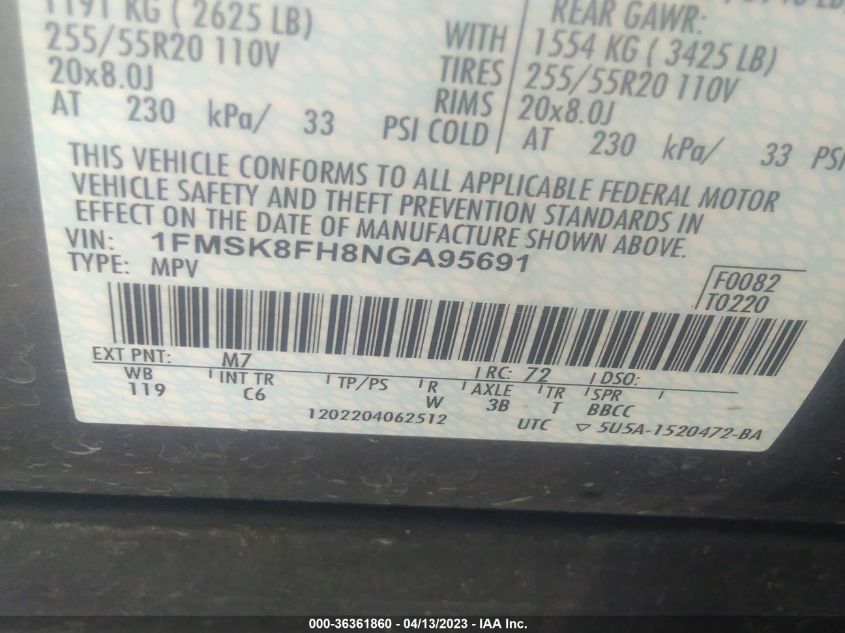 1191 KG ( 2625 LB)
255/55R20 110V
20x8.0J
AT 230 kPa/ 33 PSI COLD
WITH
TIRES
RIMS
REAR GAWR:
1554 KG ( 3425 LB)
255/55R20 110V
20x8.0J
AT 230 kPa/ 33 PSI
THIS VEHICLE CONFORMS TO ALL APPLICABLE FEDERAL MOTOR
VEHICLE SAFETY AND THEFT PREVENTION STANDARDS IN
EFFECT ON THE DATE OF MANUFACTURE SHOWN ABOVE.
VIN: 1FMSK8FH8NGA95691
TYPE: MPV
F0082
T0220
EXT PNT: M7 RC: 72 DSO:
WB INT TR TP/PS R AXLE TR SPR
119 C6 W 3B T BBCC
1202204062512
UTC ▽ 5U5A-1520472-BA
000-36361860 - 04/13/2023 - IAA Inc.